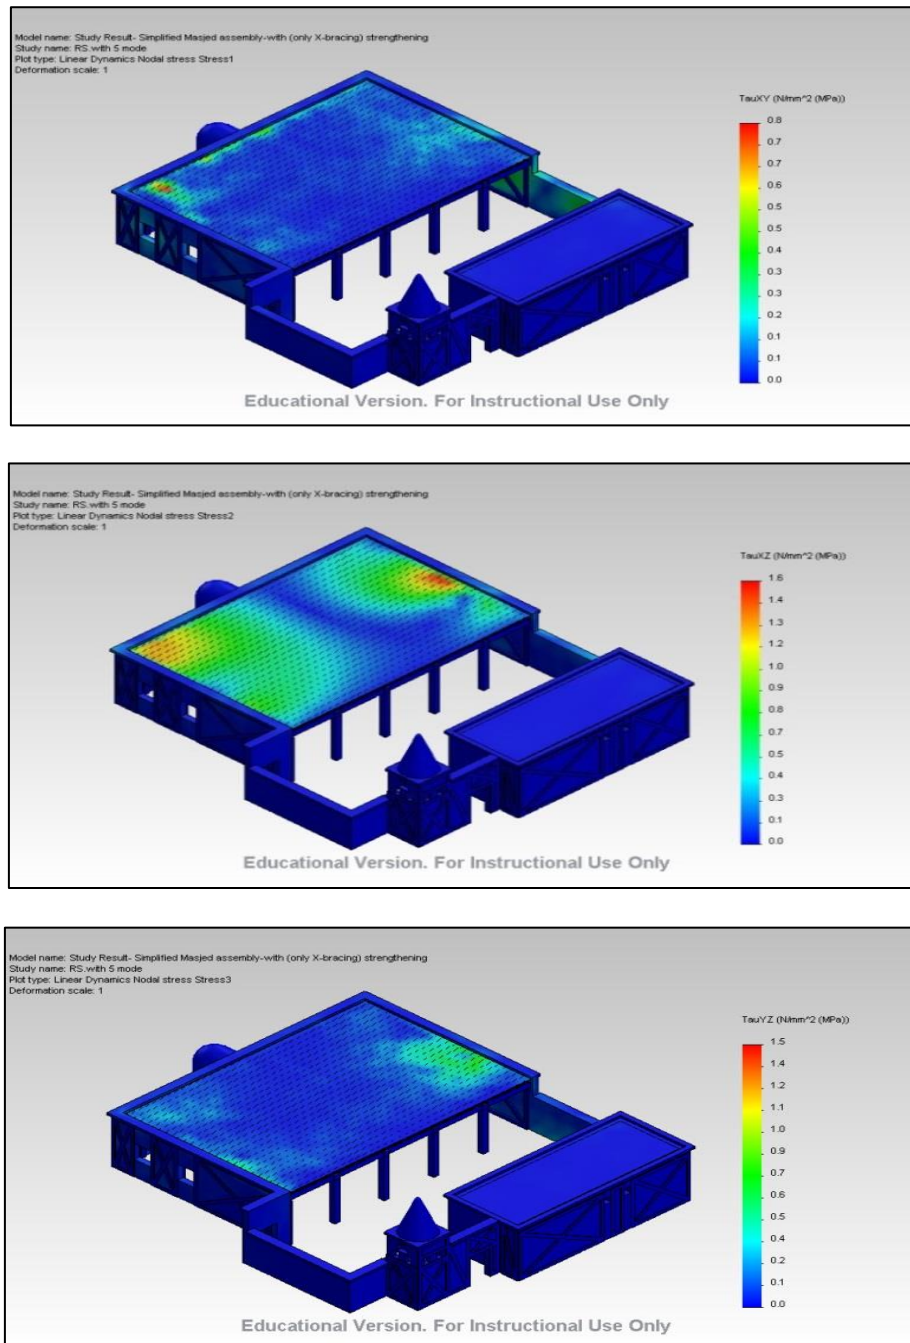 Model name: Study Result- Simplified Masjed assembly-with (only X-bracing) strengthening
Study name: RS.with 5 mode
Plot type: Linear Dynamics Nodal stress Stress1
Deformation scale: 1
TauXY (N/mm^2 (MPa))
0.8
0.7
0.7
0.6
0.5
0.5
0.4
0.3
0.3
0.2
0.1
0.1
0.0
Educational Version. For Instructional Use Only
Model name: Study Result- Simplified Masjed assembly-with (only X-bracing) strengthening
Study name: RS.with 5 mode
Plot type: Linear Dynamics Nodal stress Stress2
Deformation scale: 1
TauXZ (N/mm^2 (MPa))
1.6
1.4
1.3
1.2
1.0
0.9
0.8
0.7
0.5
0.4
0.3
0.1
0.0
Educational Version. For Instructional Use Only
Model name: Study Result- Simplified Masjed assembly-with (only X-bracing) strengthening
Study name: RS.with 5 mode
Plot type: Linear Dynamics Nodal stress Stress3
Deformation scale: 1
TauYZ (N/mm^2 (MPa))
1.5
1.4
1.2
1.1
1.0
0.9
0.7
0.6
0.5
0.4
0.2
0.1
0.0
Educational Version. For Instructional Use Only